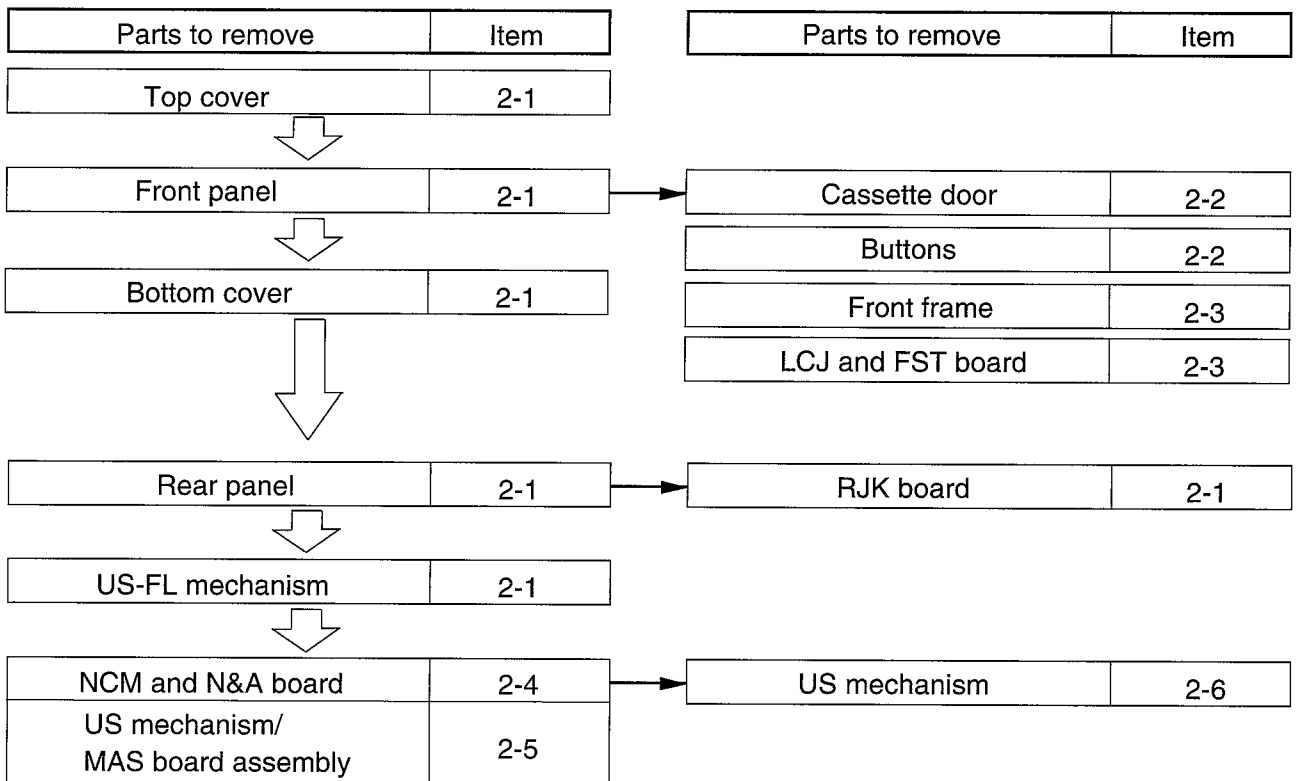 Parts to remove Item
Top cover 2-1
Front panel 2-1
Bottom cover 2-1
Rear panel 2-1
US-FL mechanism 2-1
NCM and N&A board 2-4
US mechanism/
MAS board assembly 2-5
Parts to remove Item
Cassette door 2-2
Buttons 2-2
Front frame 2-3
LCJ and FST board 2-3
RJK board 2-1
US mechanism 2-6